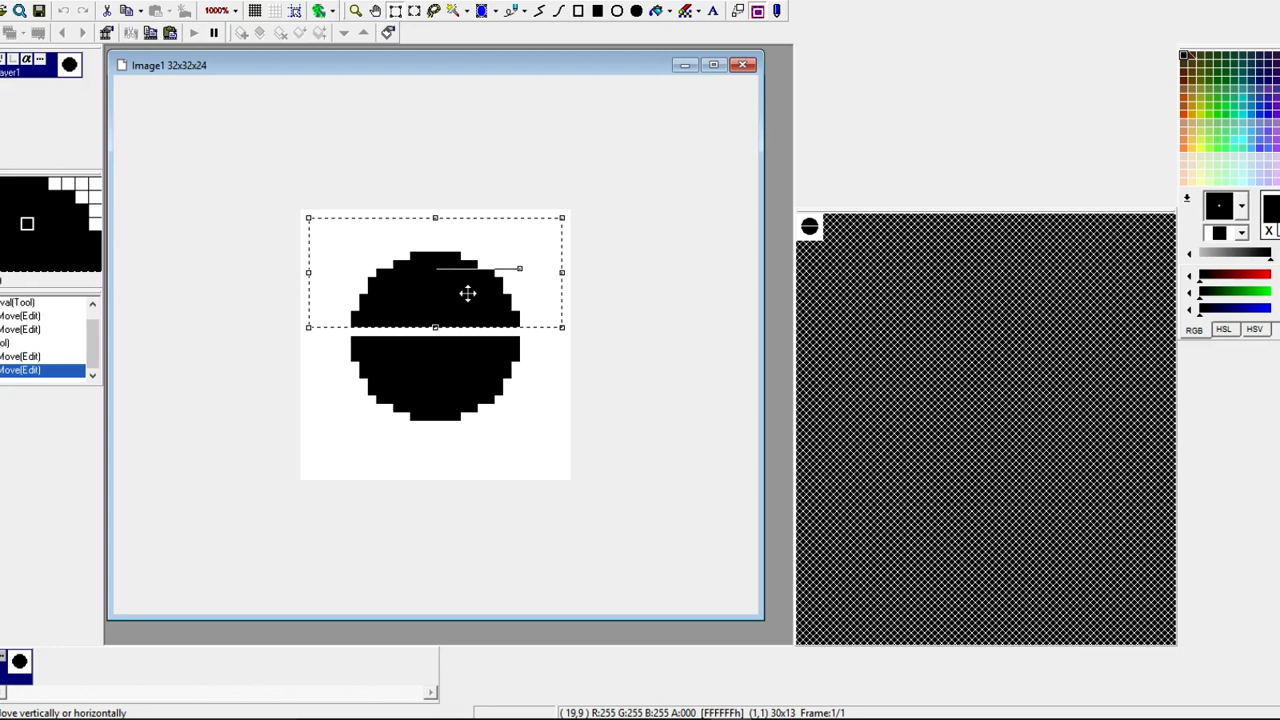 1000%
A
α
ayer1
Image1 32x32x24
val(Tool)
Move(Edit)
Move(Edit)
ol)
Move(Edit)
Move(Edit)
X
RGB
HSL
HSV
ove vertically or horizontally
( 19,9 ) R:255 G:255 B:255 A:000 [FFFFFFh] (1,1) 30x13 Frame:1/1